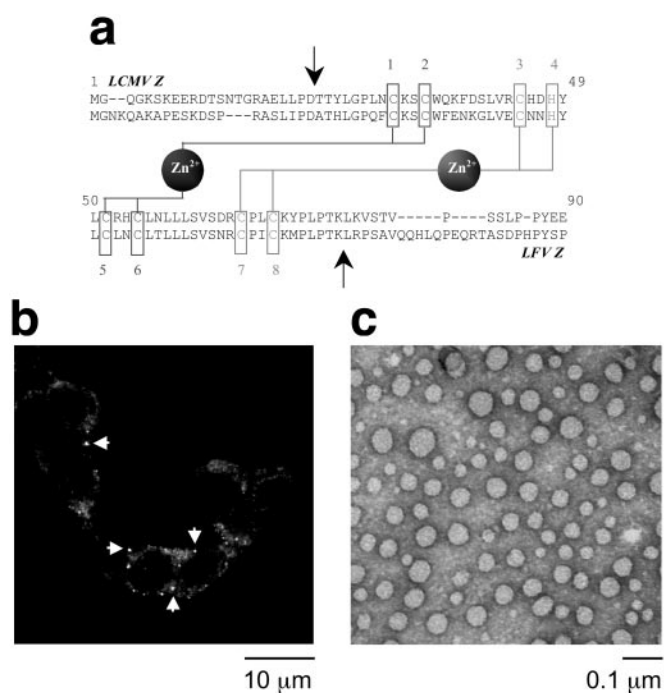 a
1 LCMV Z 1 2 3 4 49
MG--QGKSKEERDTSNTGRAELLPDTTYLGPLNCKSCWQKFDSLVRCHDHY
MGNKQAKAPESKDSP---RASLIPDATHLGPQFCKSCWFENKGLVECNNHY
Zn2+ Zn2+
50 90
LCRHCLNLLLSVSDRCPLCKYPLPTKLKVSTV-----P----SSLP-PYEE
LCLNCLTLLLSVSNRCPICKMPLPTKLRPSAVQQHLQPEQRTASDPHPYSP
5 6 7 8 LFV Z
b c
10 μm 0.1 μm